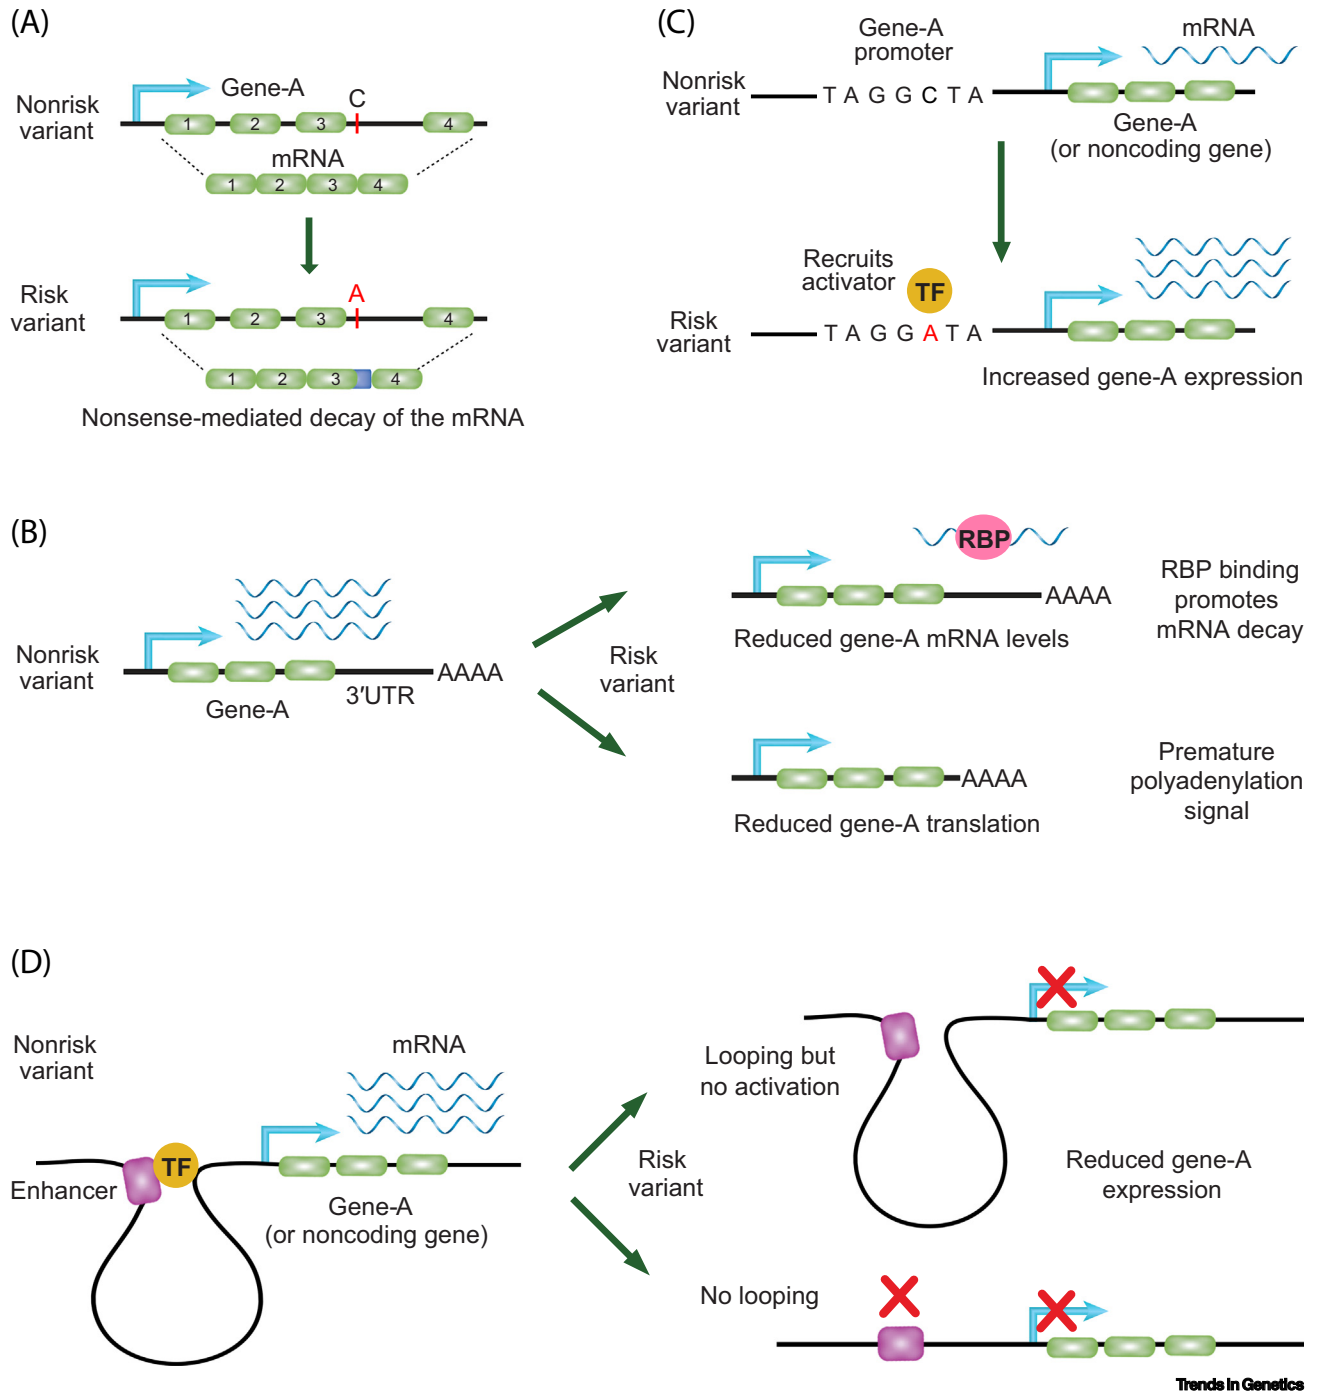 (A)
Nonrisk
variant
Gene-A
C
1 2 3 4
mRNA
1 2 3 4
Risk
variant
A
1 2 3 4
1 2 3 4
Nonsense-mediated decay of the mRNA
(C)
Gene-A
promoter
mRNA
Nonrisk
variant
T A G G C T A
Gene-A
(or noncoding gene)
Recruits
activator
TF
Risk
variant
T A G G A T A
Increased gene-A expression
(B)
Nonrisk
variant
AAAA
3′UTR
Gene-A
Risk
variant
RBP
AAAA
Reduced gene-A mRNA levels
RBP binding
promotes
mRNA decay
AAAA
Reduced gene-A translation
Premature
polyadenylation
signal
(D)
Nonrisk
variant
mRNA
TF
Enhancer
Gene-A
(or noncoding gene)
Risk
variant
Looping but
no activation
Reduced gene-A
expression
No looping
Trends in Genetics